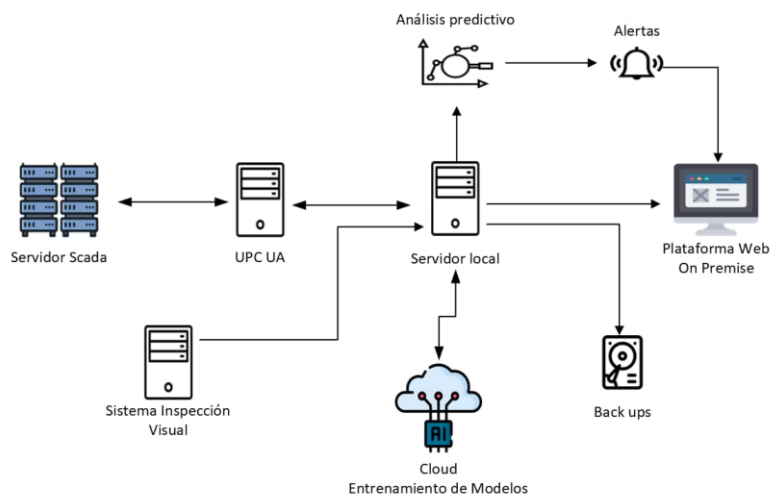 Análisis predictivo
Alertas
Servidor Scada
UPC UA
Servidor local
Plataforma Web
On Premise
Sistema Inspección
Visual
Back ups
AI
Cloud
Entrenamiento de Modelos